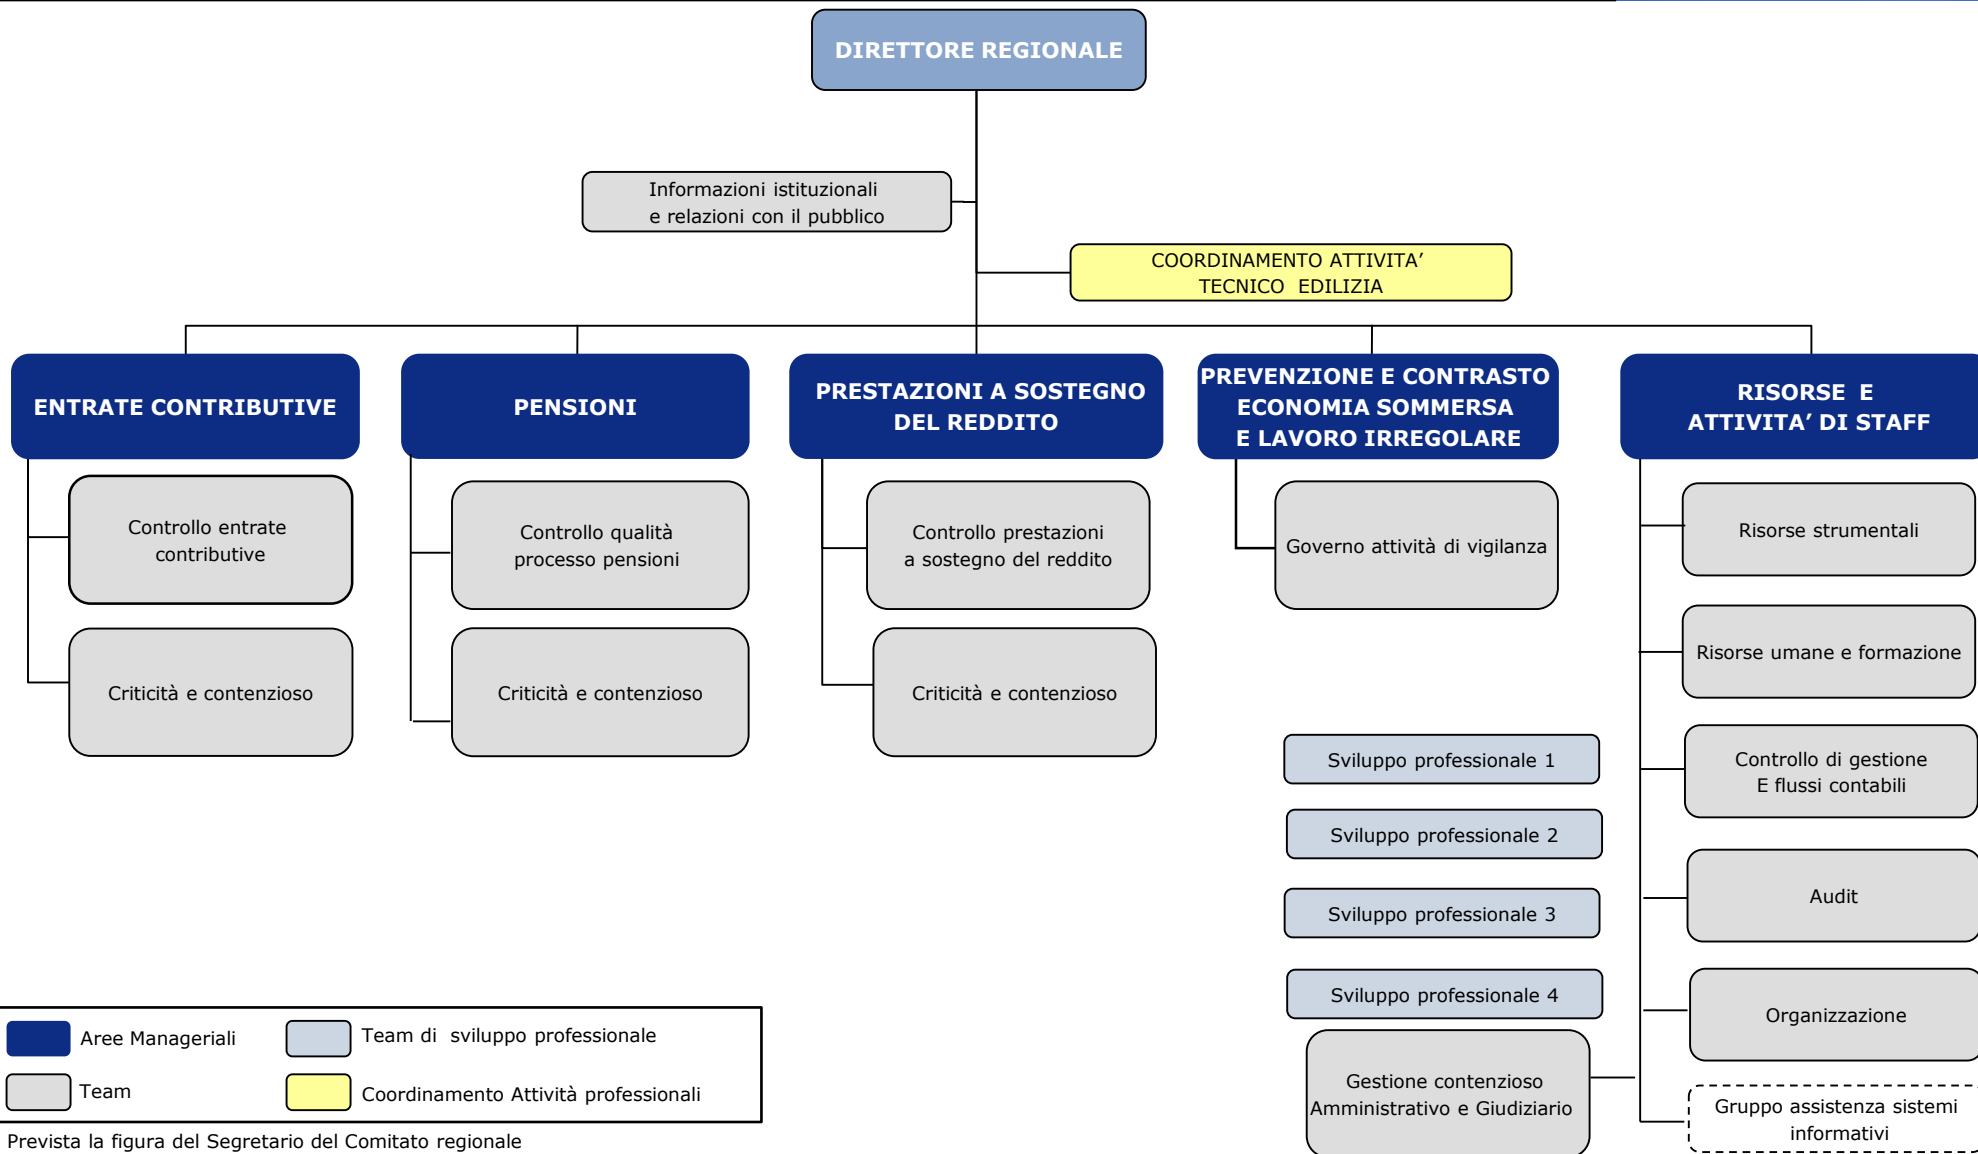 DIRETTORE REGIONALE
Informazioni istituzionali
e relazioni con il pubblico
COORDINAMENTO ATTIVITA’
TECNICO EDILIZIA
ENTRATE CONTRIBUTIVE
PENSIONI
PRESTAZIONI A SOSTEGNO
DEL REDDITO
PREVENZIONE E CONTRASTO
ECONOMIA SOMMERSA
E LAVORO IRREGOLARE
RISORSE E
ATTIVITA’ DI STAFF
Controllo entrate
contributive
Controllo qualità
processo pensioni
Controllo prestazioni
a sostegno del reddito
Governo attività di vigilanza
Risorse strumentali
Criticità e contenzioso
Criticità e contenzioso
Criticità e contenzioso
Risorse umane e formazione
Sviluppo professionale 1
Controllo di gestione
E flussi contabili
Sviluppo professionale 2
Sviluppo professionale 3
Audit
Sviluppo professionale 4
Organizzazione
Gestione contenzioso
Amministrativo e Giudiziario
Gruppo assistenza sistemi
informativi
Aree Manageriali
Team di sviluppo professionale
Team
Coordinamento Attività professionali
Prevista la figura del Segretario del Comitato regionale